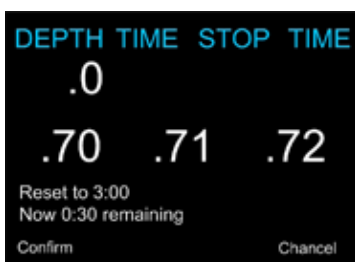 DEPTH TIME STOP TIME
.0
.70 .71 .72
Reset to 3:00
Now 0:30 remaining
Confirm Chancel